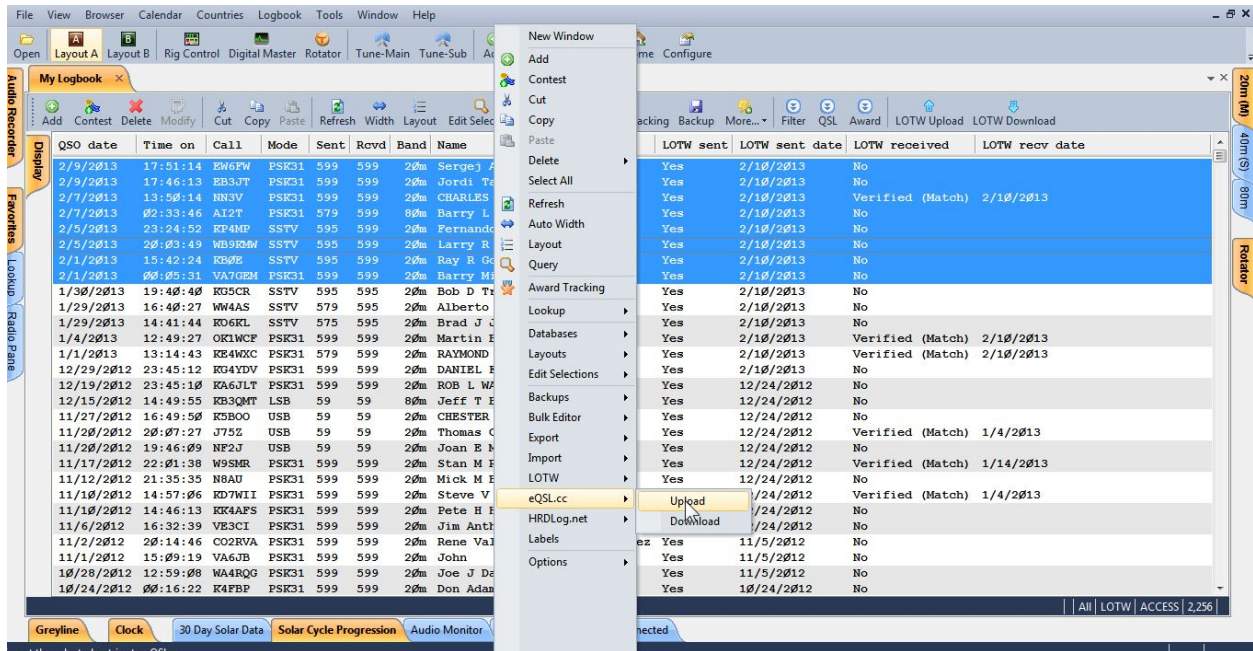 File View Browser Calendar Countries Logbook Tools Window Help
Open Layout A Layout B Rig Control Digital Master Rotator Tune-Main Tune-Sub me Configure
My Logbook
Add Contest Delete Modify Cut Copy Paste Refresh Width Layout Edit Selec acking Backup More... Filter QSL Award LOTW Upload LOTW Download
Audio Recorder
Favorites
Lookup
Radio Pane
Display
20m (M)
40m (S)
80m
Rotator
QSO date Time on Call Mode Sent Rcvd Band Name LOTW sent LOTW sent date LOTW received LOTW recv date
2/9/2013 17:51:14 EW6FW PSK31 599 599 20m Sergej A Yes 2/10/2013 No
2/9/2013 17:46:13 EB3JT PSK31 599 599 20m Jordi Ta Yes 2/10/2013 No
2/7/2013 13:50:14 NN3V PSK31 599 599 20m CHARLES Yes 2/10/2013 Verified (Match) 2/10/2013
2/7/2013 02:33:46 AI2T PSK31 579 599 80m Barry L Yes 2/10/2013 No
2/5/2013 23:24:52 KP4MP SSTV 595 599 20m Fernando Yes 2/10/2013 No
2/5/2013 20:03:49 WB9KMW SSTV 595 599 20m Larry R Yes 2/10/2013 No
2/1/2013 15:42:24 KBØE SSTV 595 599 20m Ray R Go Yes 2/10/2013 No
2/1/2013 00:05:31 VA7GEM PSK31 599 599 20m Barry Mi Yes 2/10/2013 No
1/30/2013 19:40:40 KG5CR SSTV 595 595 20m Bob D Tr Yes 2/10/2013 No
1/29/2013 16:40:27 WW4AS SSTV 579 595 20m Alberto Yes 2/10/2013 No
1/29/2013 14:41:44 KO6KL SSTV 575 595 20m Brad J J Yes 2/10/2013 No
1/4/2013 12:49:27 OK1WCF PSK31 599 599 20m Martin Yes 2/10/2013 Verified (Match) 2/10/2013
1/1/2013 13:14:43 KE4WXC PSK31 579 599 20m RAYMOND Yes 2/10/2013 Verified (Match) 2/10/2013
12/29/2012 23:45:12 KG4YDV PSK31 599 599 20m DANIEL Yes 2/10/2013 No
12/19/2012 23:45:10 KA6JLT PSK31 599 599 20m ROB L WA Yes 12/24/2012 No
12/15/2012 14:49:55 KB3QMT LSB 59 59 80m Jeff T Yes 12/24/2012 No
11/27/2012 16:49:50 K5BOO USB 59 59 20m CHESTER Yes 12/24/2012 No
11/20/2012 20:07:27 J75Z USB 59 59 20m Thomas Yes 12/24/2012 Verified (Match) 1/4/2013
11/20/2012 19:46:09 NF2J USB 59 59 20m Joan E Yes 12/24/2012 No
11/17/2012 22:01:38 W9SMR PSK31 599 599 20m Stan M Yes 12/24/2012 Verified (Match) 1/14/2013
11/12/2012 21:35:35 N8AU PSK31 599 599 20m Mick M Yes 12/24/2012 No
11/10/2012 14:57:06 KD7WII PSK31 599 599 20m Steve V /24/2012 Verified (Match) 1/4/2013
11/10/2012 14:46:13 KK4AFS PSK31 599 599 20m Pete H /24/2012 No
11/6/2012 16:32:39 VE3CI PSK31 599 599 20m Jim Anth /24/2012 No
11/2/2012 20:14:46 CO2RVA PSK31 599 599 20m Rene Val ez Yes 11/5/2012 No
11/1/2012 15:09:19 VA6JB PSK31 599 599 20m John Yes 11/5/2012 No
10/28/2012 12:59:08 WA4RQG PSK31 599 599 20m Joe J Da Yes 11/5/2012 No
10/24/2012 00:16:22 K4FBP PSK31 599 599 20m Don Adam Yes 10/24/2012 No
New Window
Add
Contest
Cut
Copy
Paste
Delete
Select All
Refresh
Auto Width
Layout
Query
Award Tracking
Lookup
Databases
Layouts
Edit Selections
Backups
Bulk Editor
Export
Import
LOTW
eQSL.cc
HRDLog.net
Labels
Options
Upload
Download
All LOTW ACCESS 2,256
Greyline Clock 30 Day Solar Data Solar Cycle Progression Audio Monitor nected